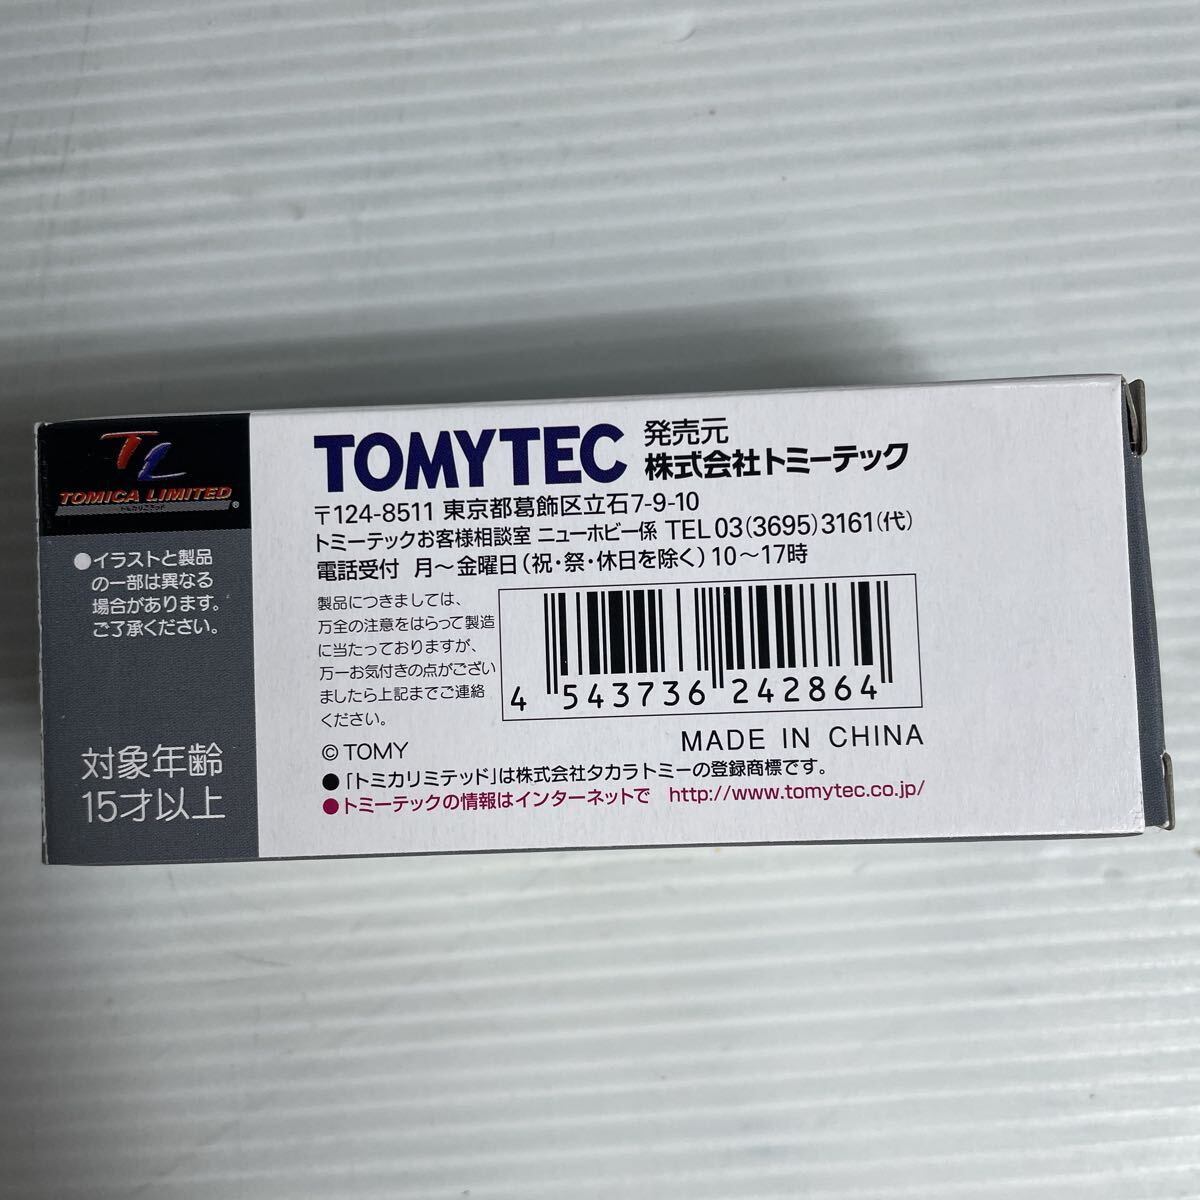 TL
TOMICA LIMITED
トミカリミテッド
®
●イラストと製品
の一部は異なる
場合があります。
ご了承ください。
対象年齢
15才以上
TOMYTEC
発売元
株式会社トミーテック
〒124-8511 東京都葛飾区立石7-9-10
トミーテックお客様相談室 ニューホビー係 TEL 03(3695)3161(代)
電話受付 月～金曜日(祝・祭・休日を除く)10～17時
製品につきましては、
万全の注意をはらって製造
に当たっておりますが、
万一お気付きの点がござい
ましたら上記までご連絡
ください。
4 543736 242864
© TOMY
MADE IN CHINA
●「トミカリミテッド」は株式会社タカラトミーの登録商標です。
●トミーテックの情報はインターネットで http://www.tomytec.co.jp/